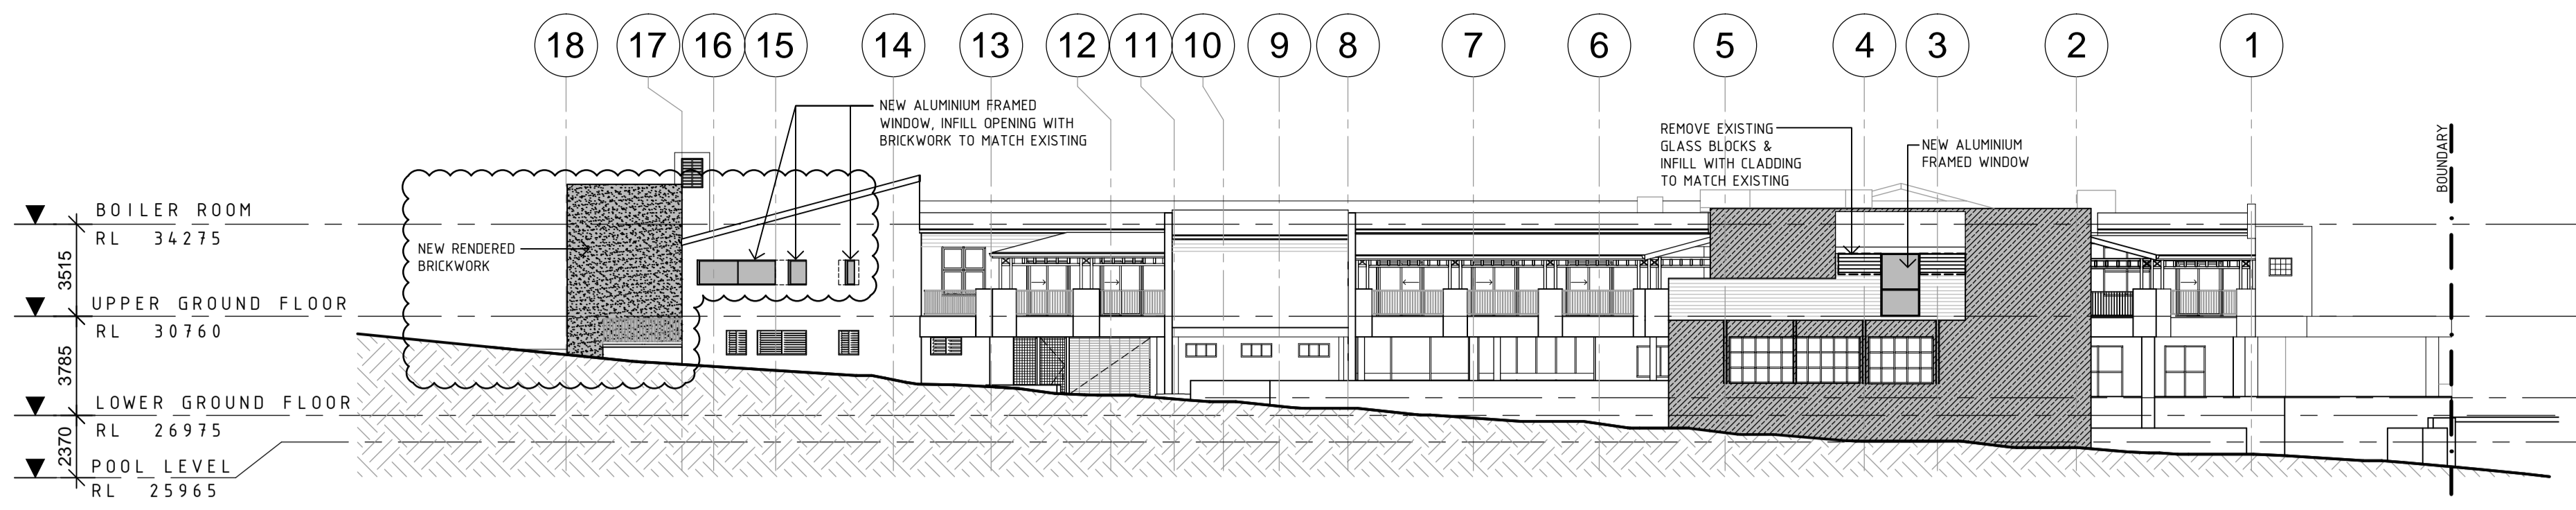 18 17 16 15 14 13 12 11 10 9 8 7 6 5 4 3 2 1
NEW ALUMINIUM FRAMED
WINDOW, INFILL OPENING WITH
BRICKWORK TO MATCH EXISTING
REMOVE EXISTING
GLASS BLOCKS &
INFILL WITH CLADDING
TO MATCH EXISTING
NEW ALUMINIUM
FRAMED WINDOW
BOUNDARY
BOILER ROOM
RL 34275
3515
NEW RENDERED
BRICKWORK
UPPER GROUND FLOOR
RL 30760
3785
LOWER GROUND FLOOR
RL 26975
2370
POOL LEVEL
RL 25965